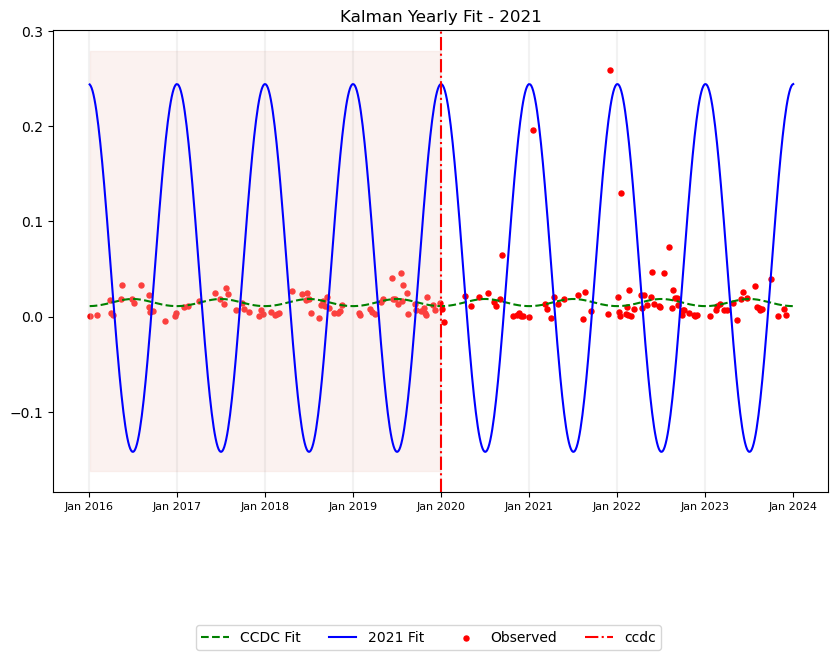 Kalman Yearly Fit - 2021
0.3
0.2
0.1
0.0
−0.1
Jan 2016 Jan 2017 Jan 2018 Jan 2019 Jan 2020 Jan 2021 Jan 2022 Jan 2023 Jan 2024
CCDC Fit 2021 Fit Observed ccdc